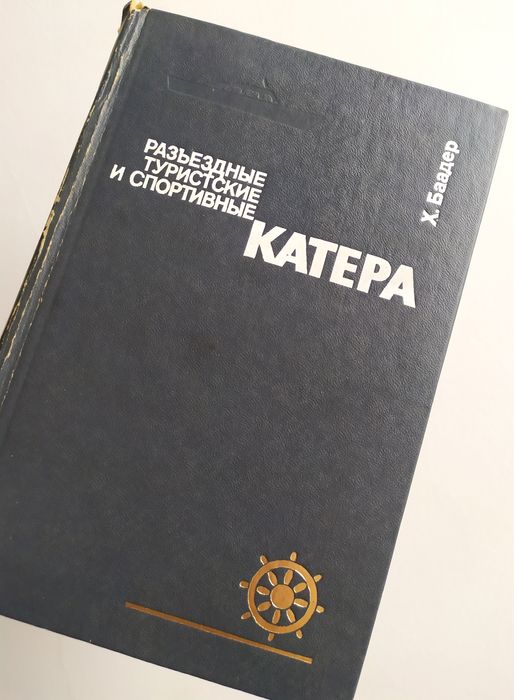 Х. Баадер
РАЗЪЕЗДНЫЕ
ТУРИСТСКИЕ
И СПОРТИВНЫЕ
КАТЕРА